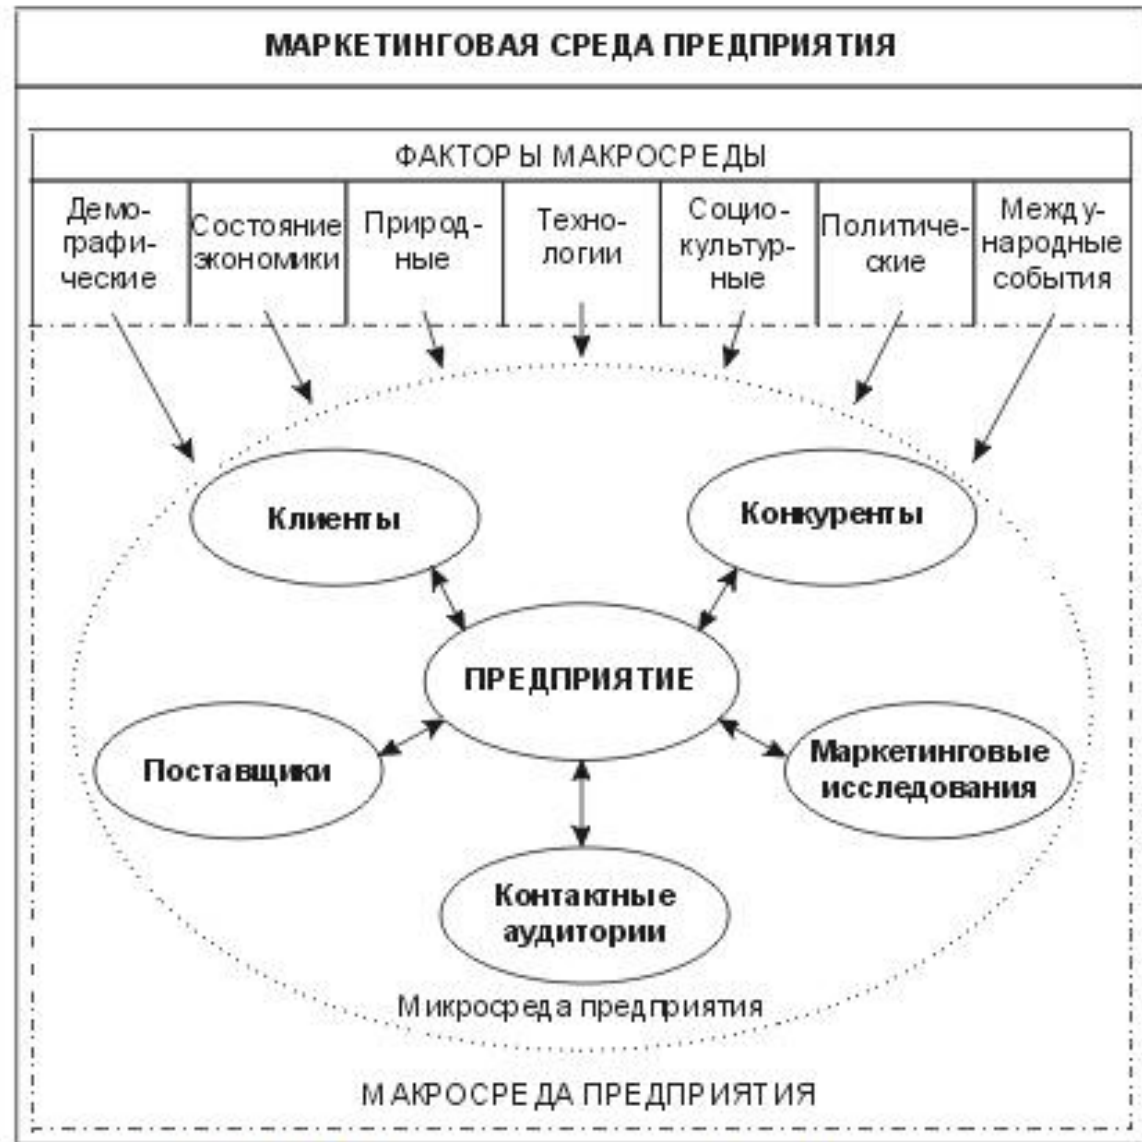 МАРКЕТИНГОВАЯ СРЕДА ПРЕДПРИЯТИЯ
ФАКТОРЫ МАКРОСРЕДЫ
Демо-
графи-
ческие
Состояние
экономики
Природ-
ные
Техно-
логии
Социо-
культур-
ные
Политиче-
ские
Между-
народные
события
Клиенты
Конкуренты
ПРЕДПРИЯТИЕ
Поставщики
Маркетинговые
исследования
Контактные
аудитории
Микросреда предприятия
МАКРОСРЕДА ПРЕДПРИЯТИЯ